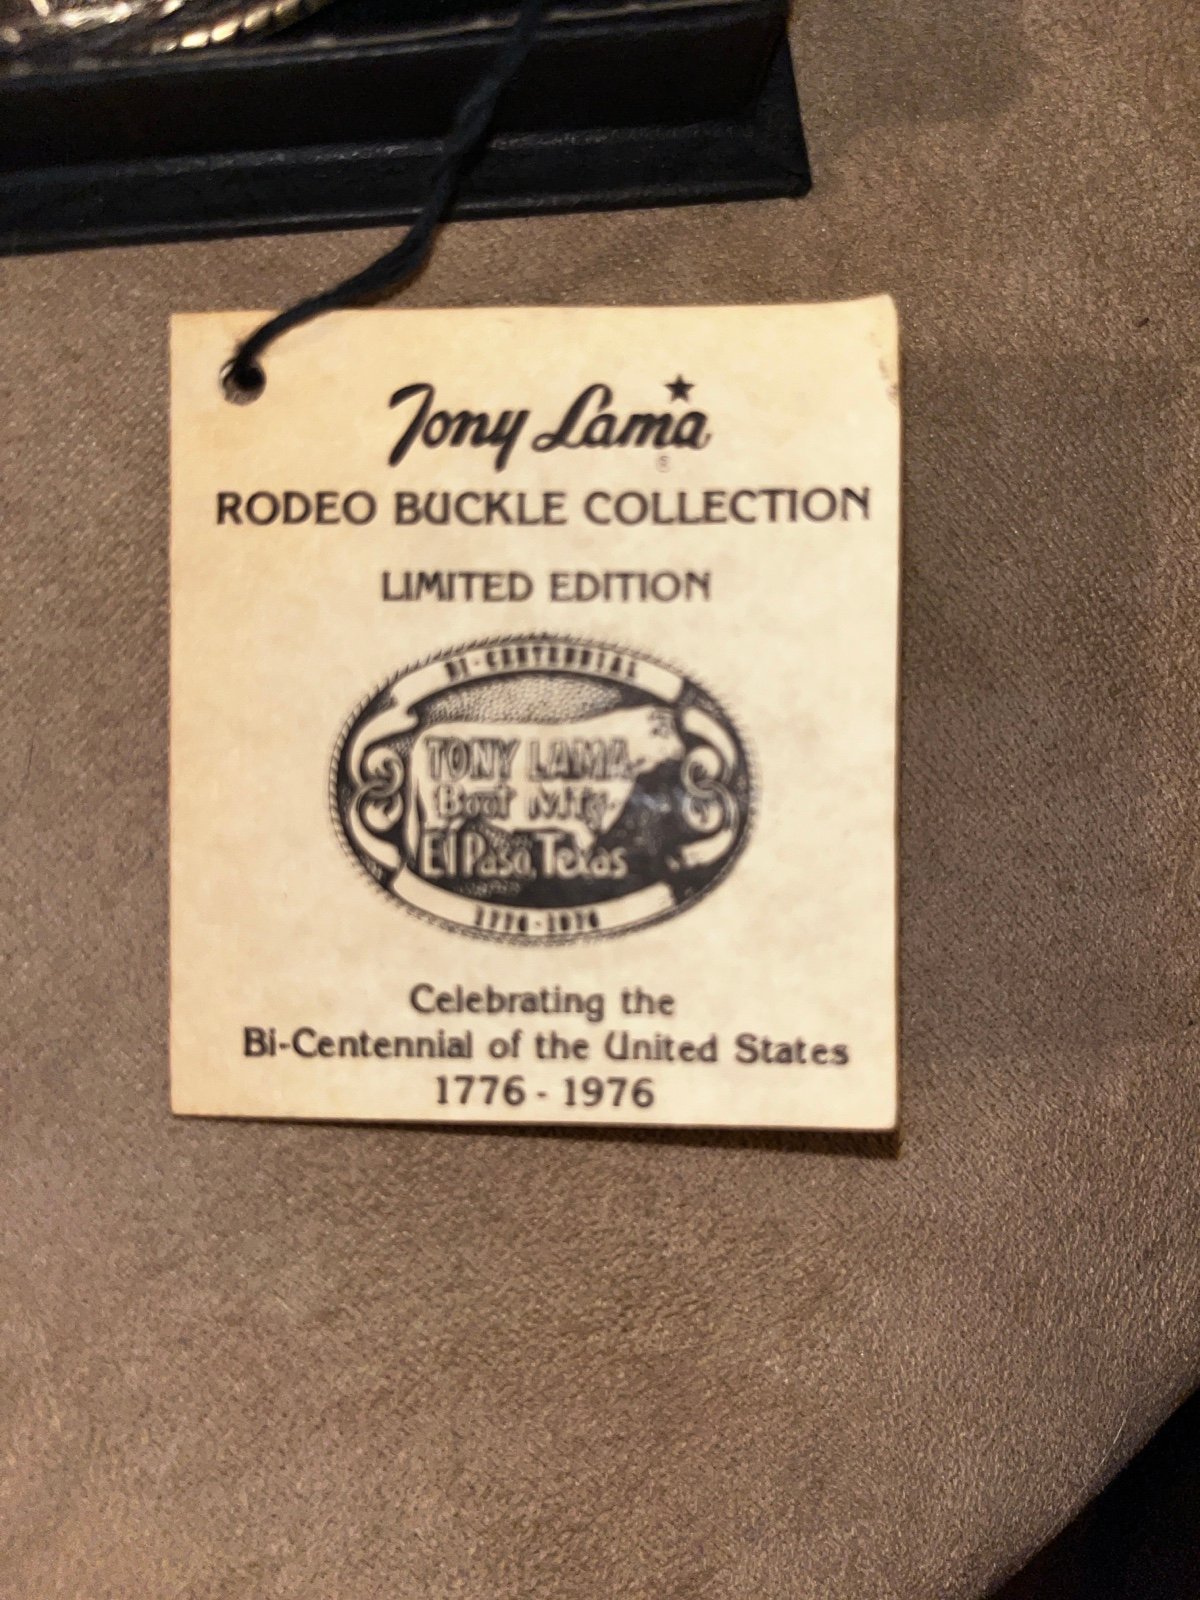 Tony Lama
®
RODEO BUCKLE COLLECTION
LIMITED EDITION
BI-CENTENNIAL
TONY LAMA
Boot Mfg.
El Paso, Texas
1776-1976
Celebrating the
Bi-Centennial of the United States
1776 - 1976